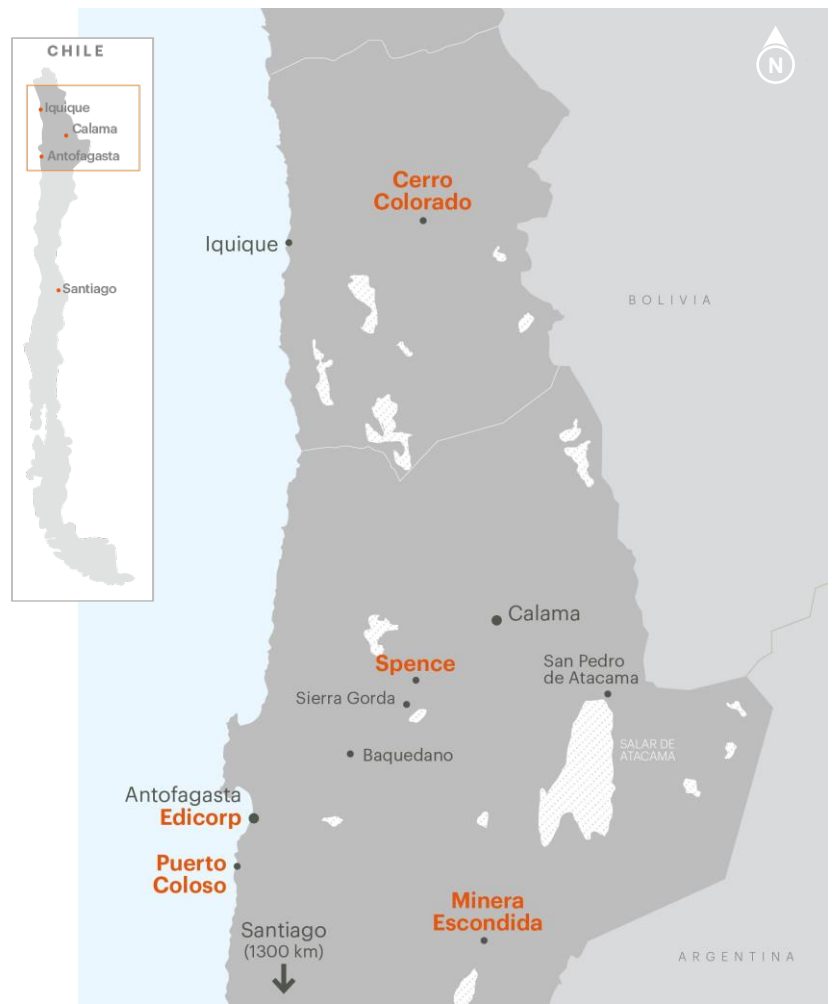 CHILE
Iquique
Calama
Antofagasta
Santiago
N
Cerro
Colorado
Iquique
BOLIVIA
Calama
Spence
San Pedro
de Atacama
Sierra Gorda
SALAR DE
ATACAMA
Baquedano
Antofagasta
Edicorp
Puerto
Coloso
Minera
Escondida
Santiago
(1300 km)
ARGENTINA